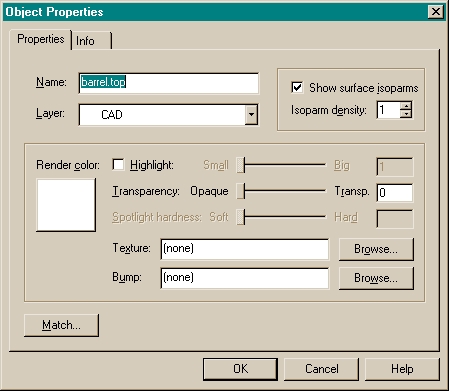 Object Properties
Properties Info
Name: barrel.top
Layer: CAD
Show surface isoparms
Isoparm density: 1
Render color: Highlight: Small Big 1
Transparency: Opaque Transp. 0
Spotlight hardness: Soft Hard
Texture: (none) Browse...
Bump: (none) Browse...
Match...
OK Cancel Help